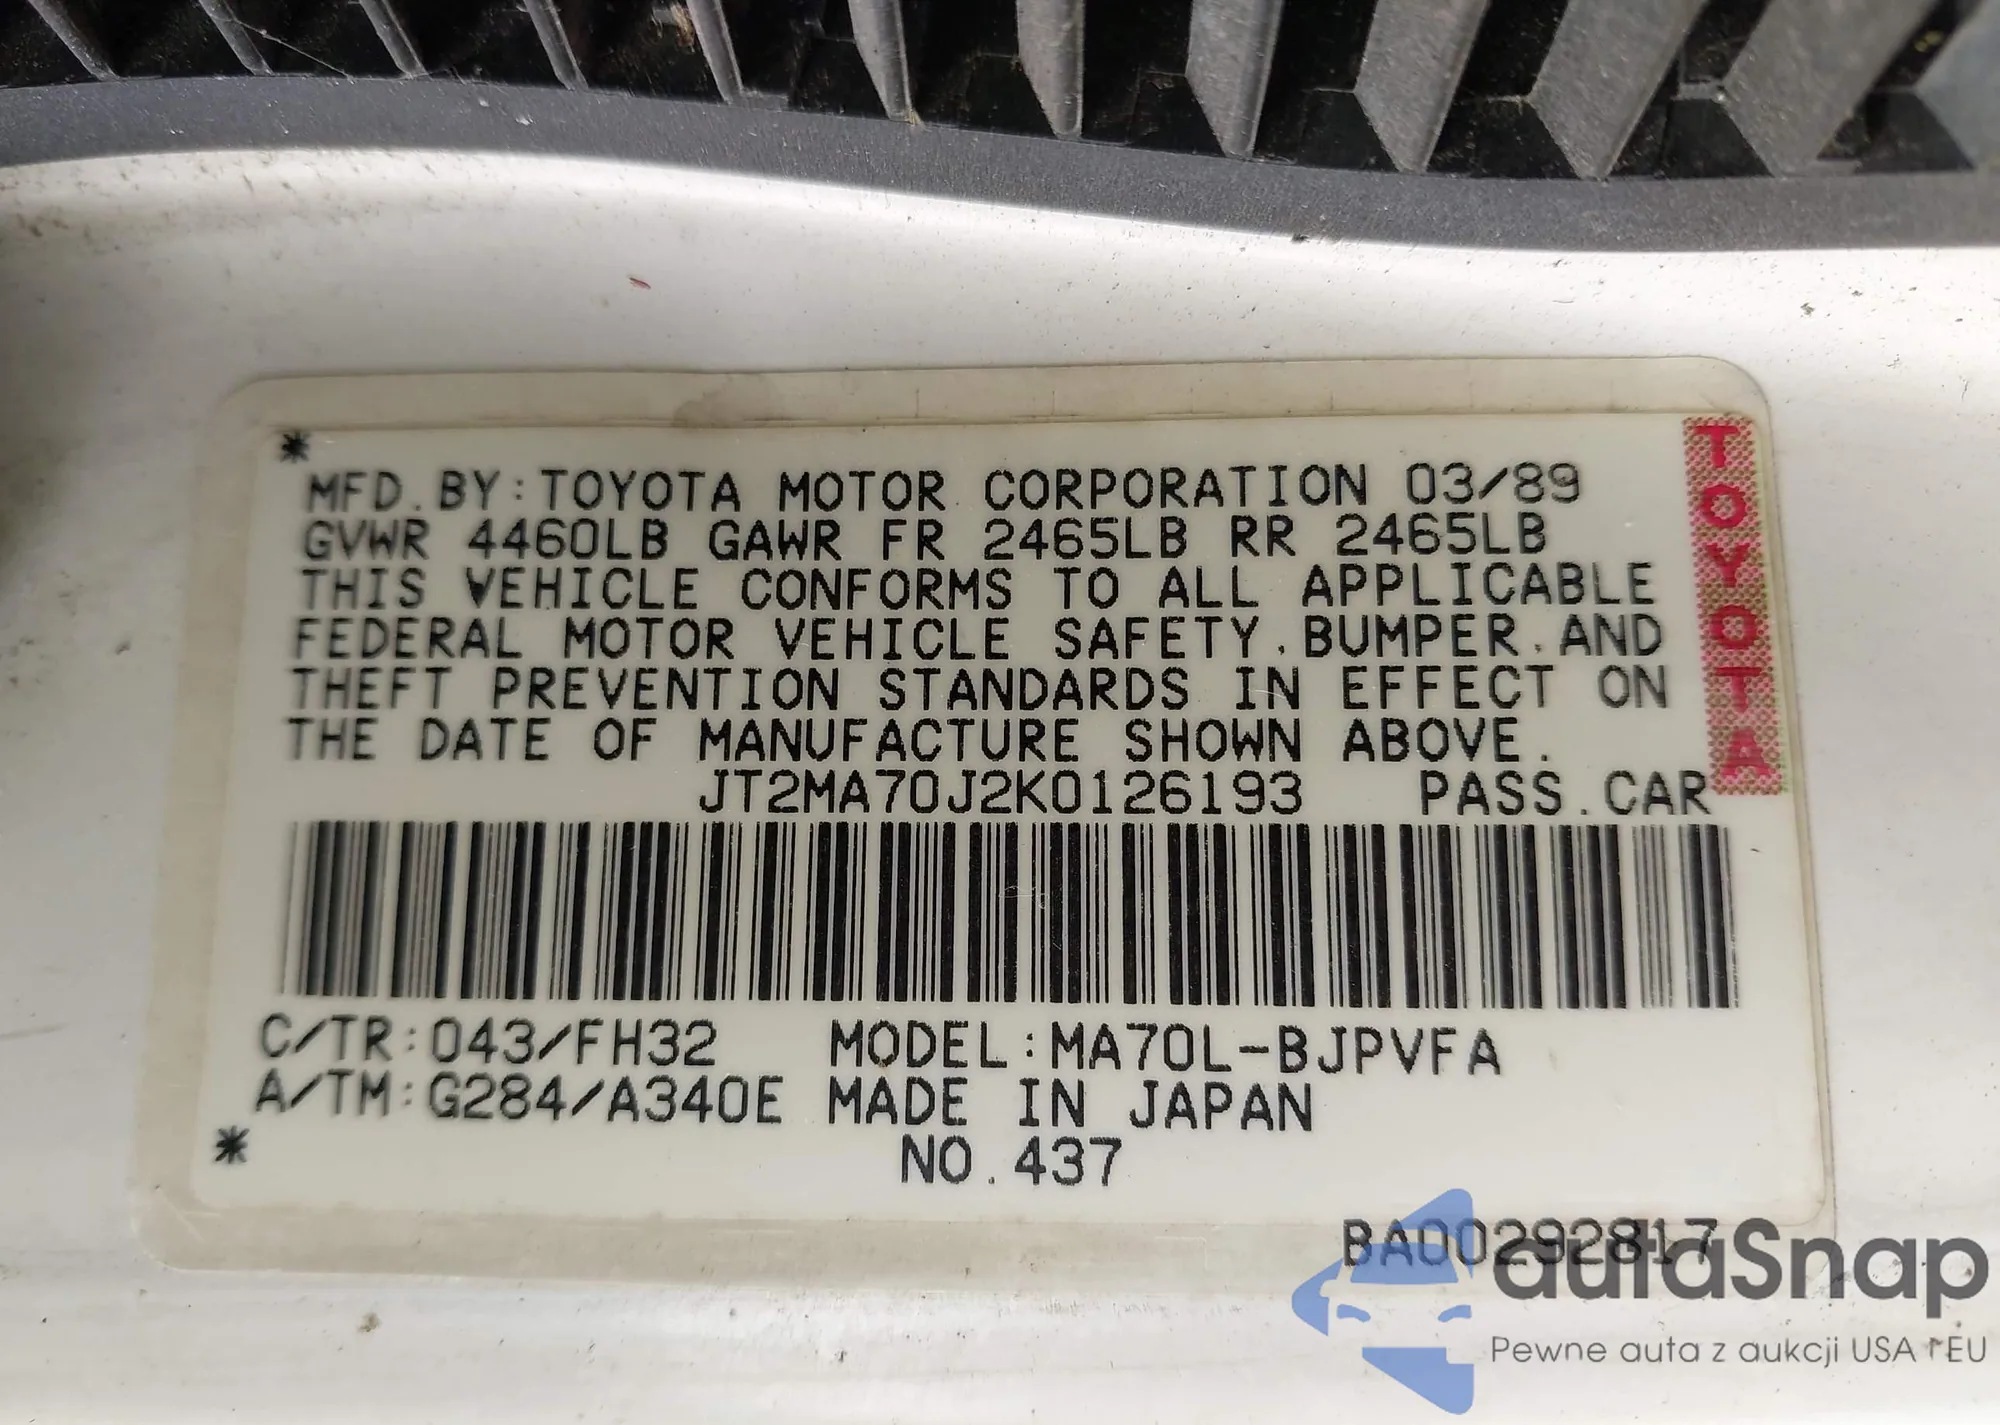 *
MFD.BY:TOYOTA MOTOR CORPORATION 03/89
GVWR 4460LB GAWR FR 2465LB RR 2465LB
THIS VEHICLE CONFORMS TO ALL APPLICABLE
FEDERAL MOTOR VEHICLE SAFETY,BUMPER,AND
THEFT PREVENTION STANDARDS IN EFFECT ON
THE DATE OF MANUFACTURE SHOWN ABOVE.
JT2MA70J2K0126193 PASS.CAR
TOYOTA
C/TR:043/FH32 MODEL:MA70L-BJPVFA
A/TM:G284/A340E MADE IN JAPAN
*
NO.437
BA00292817
autaSnap
Pewne auta z aukcji USA i EU